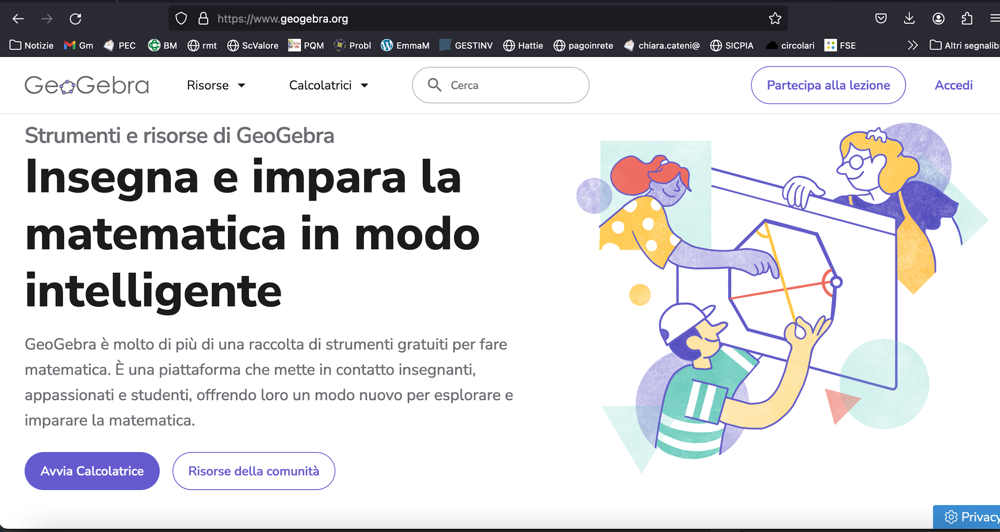 https://www.geogebra.org
Notizie Gm PEC BM rmt ScValore PQM Probl EmmaM GESTINV Hattie pagoinrete chiara.cateni@ SICPIA circolari FSE Altri segnalib
GeoGebra Risorse Calcolatrici Cerca Partecipa alla lezione Accedi
Strumenti e risorse di GeoGebra
Insegna e impara la
matematica in modo
intelligente
GeoGebra è molto di più di una raccolta di strumenti gratuiti per fare
matematica. È una piattaforma che mette in contatto insegnanti,
appassionati e studenti, offrendo loro un modo nuovo per esplorare e
imparare la matematica.
Avvia Calcolatrice Risorse della comunità
Privacy